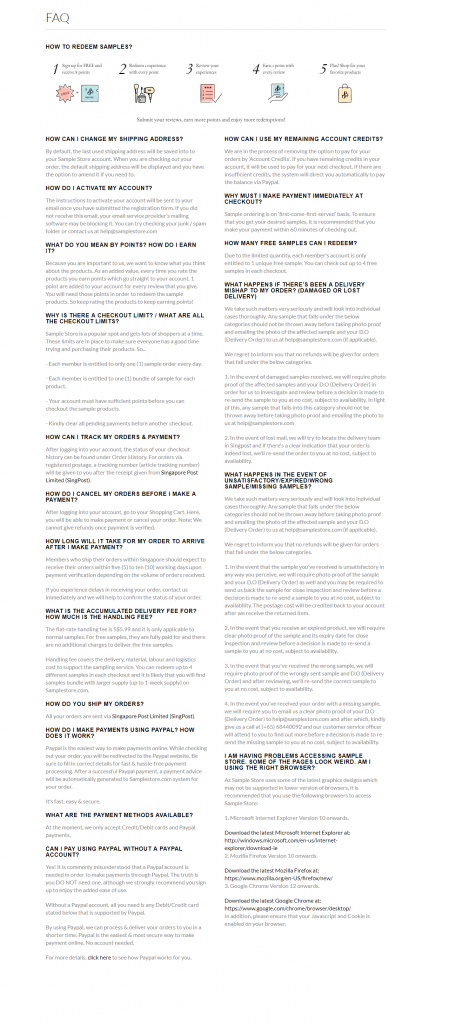 FAQ
HOW TO REDEEM SAMPLES?
1 Sign up for FREE and
receive 8 points
2 Redeem experience
with every point
3 Review your
experiences
4 Earn 1 point with
every review
5 Plus! Shop for your
favorite products
Submit your reviews, earn more points and enjoy more redemptions!
HOW CAN I CHANGE MY SHIPPING ADDRESS?
By default, the last used shipping address will be saved into to
your Sample Store account. When you are checking out your
order, the default shipping address will be displayed and you have
the option to amend it if you need to.
HOW DO I ACTIVATE MY ACCOUNT?
The instructions to activate your account will be sent to your
email once you submitted the registration form. If you did
not receive this email, your email service provider's mailing
software may be blocking it. You can try checking your junk / spam
folder or contact us at help@samplestore.com
WHAT DO YOU MEAN BY POINTS? HOW DO I EARN
IT?
Because you are important to us, we want to know what you think
about the products. As an added value, every time you rate the
products you earn points which go straight to your account. 1
point are added to your account for every review that you give.
You will need those points in order to redeem the sample
products. So keep rating the products to keep earning points!
WHY IS THERE A CHECKOUT LIMIT? / WHAT ARE ALL
THE CHECKOUT LIMITS?
Sample Store is a popular spot and gets lots of shoppers at a time.
These limits are in place to make sure everyone has a good time
trying and purchasing their products. So...
- Each member is entitled to only one (1) sample order every day.
- Each member is entitled to one (1) bundle of sample for each
product.
- Your account must have sufficient points before you can
checkout the sample products.
- Kindly clear all pending payments before another checkout.
HOW CAN I TRACK MY ORDERS & PAYMENT?
After logging into your account, the status of your checkout
history can be found under Order History. For orders via
registered postage, a tracking number (article tracking number)
will be given to you after the receipt given from Singapore Post
Limited (SingPost).
HOW DO I CANCEL MY ORDERS BEFORE I MAKE A
PAYMENT?
After logging into your account, go to your Shopping Cart. Here,
you will be able to make payment or cancel your order. Note: We
cannot give refunds once payment is verified.
HOW LONG WILL IT TAKE FOR MY ORDER TO ARRIVE
AFTER I MAKE PAYMENT?
Members who ship their orders within Singapore should expect to
receive their orders within five (5) to ten (10) working days upon
payment verification depending on the volume of orders received.
If you experience delays in receiving your order, contact us
immediately and we will help to confirm the status of your order.
WHAT IS THE ACCUMULATED DELIVERY FEE FOR?
HOW MUCH IS THE HANDLING FEE?
The flat-rate handling fee is S$5.99 and it is only applicable to
normal samples. For free samples, they are fully paid for and there
are no additional charges to deliver the free samples.
Handling fee covers the delivery, material, labour and logistics
cost to support the sampling service. You can redeem up to 4
different samples in each checkout and it is likely that you will find
samples bundle with larger supply (up to 1-week supply) on
Samplestore.com.
HOW DO YOU SHIP MY ORDERS?
All your orders are sent via Singapore Post Limited (SingPost).
HOW DO I MAKE PAYMENTS USING PAYPAL? HOW
DOES IT WORK?
Paypal is the easiest way to make payments online. While checking
out your order, you will be redirected to the Paypal website. Be
sure to fill in correct details for fast & hassle-free payment
processing. After a successful Paypal payment, a payment advice
will be automatically generated to Samplestore.com system for
your order.
It's fast, easy & secure.
WHAT ARE THE PAYMENT METHODS AVAILABLE?
At the moment, we only accept Credit/Debit cards and Paypal
payments.
CAN I PAY USING PAYPAL WITHOUT A PAYPAL
ACCOUNT?
Yes! It is commonly misunderstood that a Paypal account is
needed in order to make payments through Paypal. The truth is
you DO NOT need one, although we strongly recommend you sign
up to enjoy the added ease of use.
Without a Paypal account, all you need is any Debit/Credit card
stated below that is supported by Paypal.
By using Paypal, we can process & deliver your orders to you in a
shorter time. Paypal is the easiest & most secure way to make
payment online. No account needed.
For more details, click here to see how Paypal works for you.
HOW CAN I USE MY REMAINING ACCOUNT CREDITS?
We are in the process of removing the option to pay for your
orders by 'Account Credits'. If you have remaining credits in your
account, it will be used to pay for your next checkout. If there are
insufficient credits, the system will direct you automatically to pay
the balance via Paypal.
WHY MUST I MAKE PAYMENT IMMEDIATELY AT
CHECKOUT?
Sample ordering is on 'first-come-first-served' basis. To ensure
that you get your desired samples, it is recommended that you
make your payment within 60 minutes of checking out.
HOW MANY FREE SAMPLES CAN I REDEEM?
Due to the limited quantity, each member's account is only
entitled to 1 unique free sample. You can check out up to 4 free
samples in each checkout.
WHAT HAPPENS IF THERE'S BEEN A DELIVERY
MISHAP TO MY ORDER? (DAMAGED OR LOST
DELIVERY)
We take such matters very seriously and will look into individual
cases thoroughly. Any sample that falls under the below
categories should not be thrown away before taking photo proof
and emailing the photo of the affected sample and your D.O
(Delivery Order) to us at help@samplestore.com (if applicable).
We regret to inform you that no refunds will be given for orders
that fall under the below categories.
1. In the event of damaged samples received, we will require photo
proof of the affected samples and your D.O (Delivery Order) in
order for us to investigate and review before a decision is made to
re-send the sample to you at no cost, subject to availability. In light of
this, any sample that falls into this category should not be
thrown away before taking photo proof and emailing the photo to
us at help@samplestore.com
2. In the event of lost mail, we will try to locate the delivery team
in Singpost and if there's a clear indication that your order is
indeed lost, we'll re-send the order to you at no cost, subject to
availability.
WHAT HAPPENS IN THE EVENT OF
UNSATISFACTORY/EXPIRED/WRONG
SAMPLE/MISSING SAMPLES?
We take such matters very seriously and will look into individual
cases thoroughly. Any sample that falls under the below
categories should not be thrown away before taking photo proof
and emailing the photo of the affected sample and your D.O
(Delivery Order) to us at help@samplestore.com (if applicable).
We regret to inform you that no refunds will be given for orders
that fall under the below categories.
1. In the event that the sample you've received is unsatisfactory in
any way you perceive, we will require photo proof of the sample
and your D.O (Delivery Order) as well and you may be required to
send us back the sample for close inspection and review before a
decision is made to re-send a sample to you at no cost, subject to
availability. The postage cost will be credited back to your account
after we receive the returned item.
2. In the event that you receive an expired product, we will require
clear photo proof of the sample and its expiry date for close
inspection and review before a decision is made to re-send a
sample to you at no cost, subject to availability.
3. In the event that you've received the wrong sample, we will
require photo proof of the wrongly sent sample and D.O (Delivery
Order) and after reviewing, we'll re-send the correct sample to
you at no cost, subject to availability.
4. In the event you've received your order with a missing sample,
we will require you to email us a clear photo proof of your D.O
(Delivery Order) to help@samplestore.com and after which, kindly
give us a call at (+65) 68440092 and our customer service officer
will attend to you to find out more before a decision is made to re-
send the missing sample to you at no cost, subject to availability.
I AM HAVING PROBLEMS ACCESSING SAMPLE
STORE. SOME OF THE PAGES LOOK WEIRD. AM I
USING THE RIGHT BROWSER?
As Sample Store uses some of the latest graphics designs which
may not be supported in lower version of browsers, it is
recommended that you use the following browsers to access
Sample Store:
1. Microsoft Internet Explorer Version 10 onwards.
Download the latest Microsoft Internet Explorer at:
http://windows.microsoft.com/en-us/internet-
explorer/download-ie
2. Mozilla Firefox Version 10 onwards.
Download the latest Mozilla Firefox at:
https://www.mozilla.org/en-US/firefox/new/
3. Google Chrome Version 12 onwards.
Download the latest Google Chrome at:
https://www.google.com/chrome/browser/desktop/
In addition, please ensure that your Javascript and Cookie is
enabled on your browser.